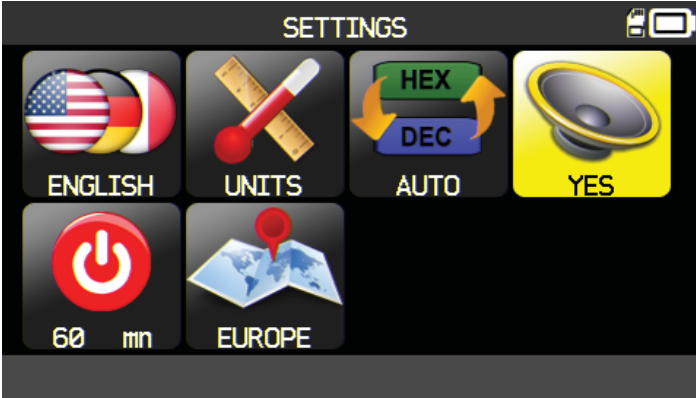 SETTINGS
HEX
DEC
ENGLISH UNITS AUTO YES
60 mn EUROPE